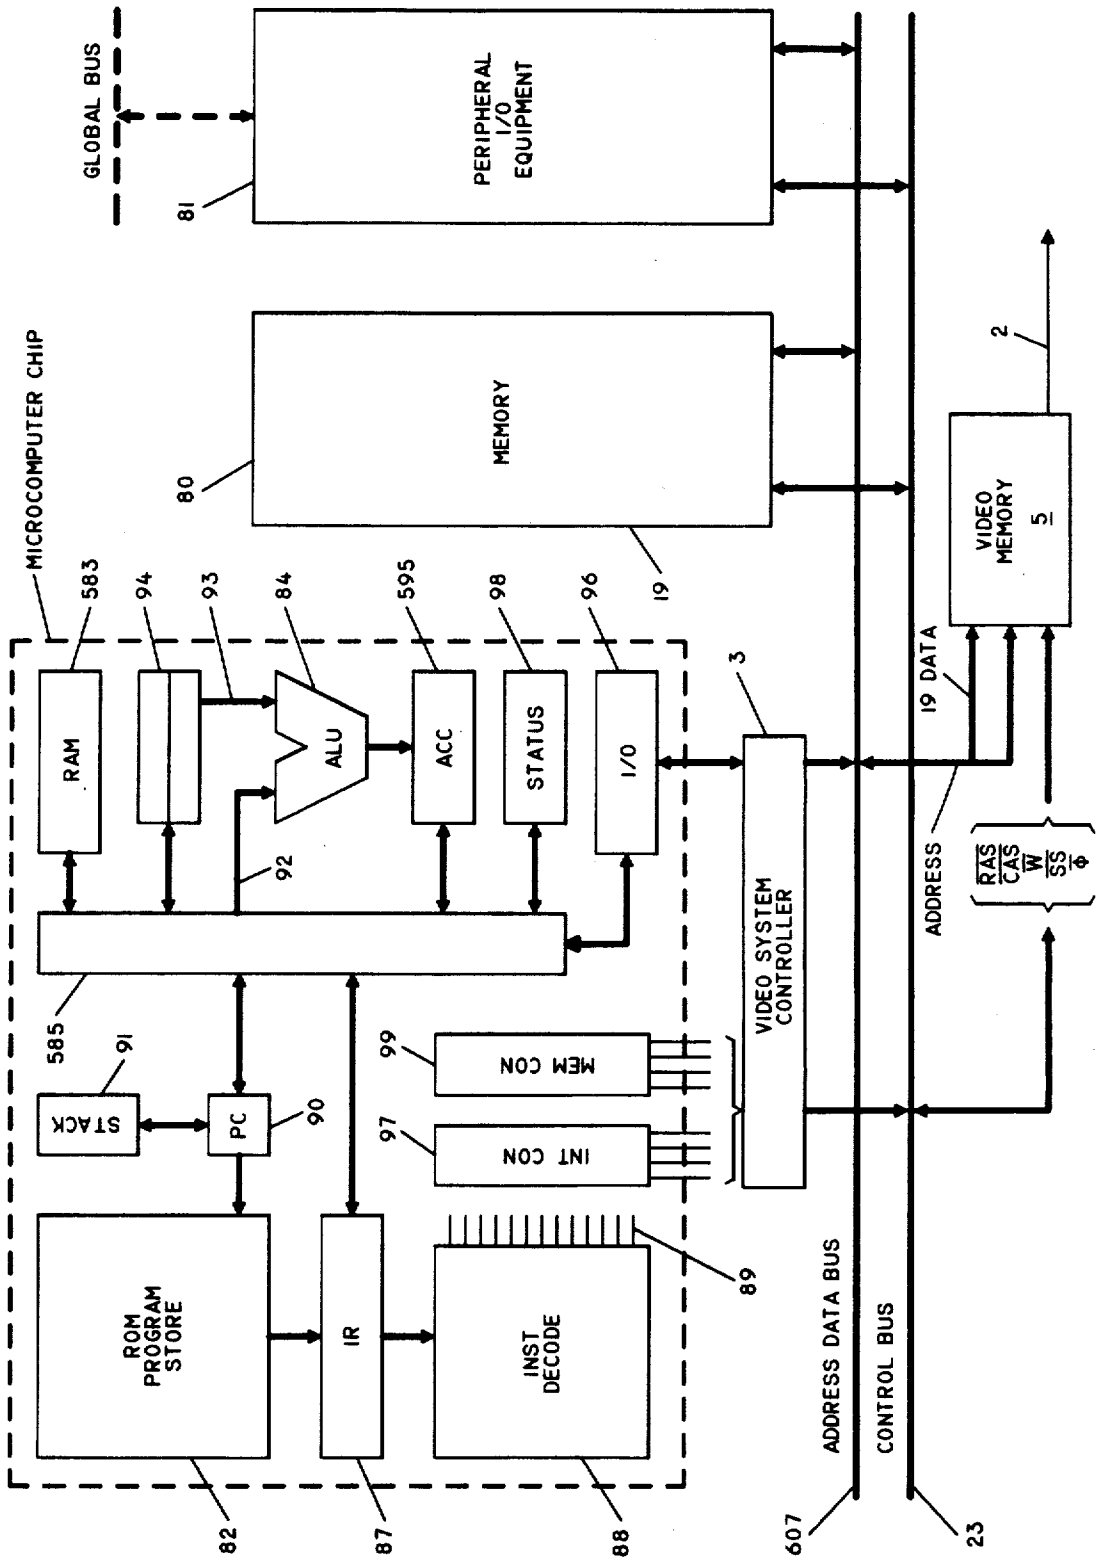 GLOBAL BUS
81
PERIPHERAL
I/O
EQUIPMENT
MICROCOMPUTER CHIP
80
MEMORY
19
583
94
93
84
595
98
96
RAM
ALU
ACC
STATUS
I/O
92
585
STACK
91
PC
90
99
MEM CON
97
INT CON
ROM
PROGRAM
STORE
IR
INST
DECODE
89
82
87
88
3
VIDEO SYSTEM
CONTROLLER
ADDRESS DATA BUS
CONTROL BUS
607
23
19 DATA
ADDRESS
RAS
CAS
W
SS
Φ
VIDEO
MEMORY
5
2